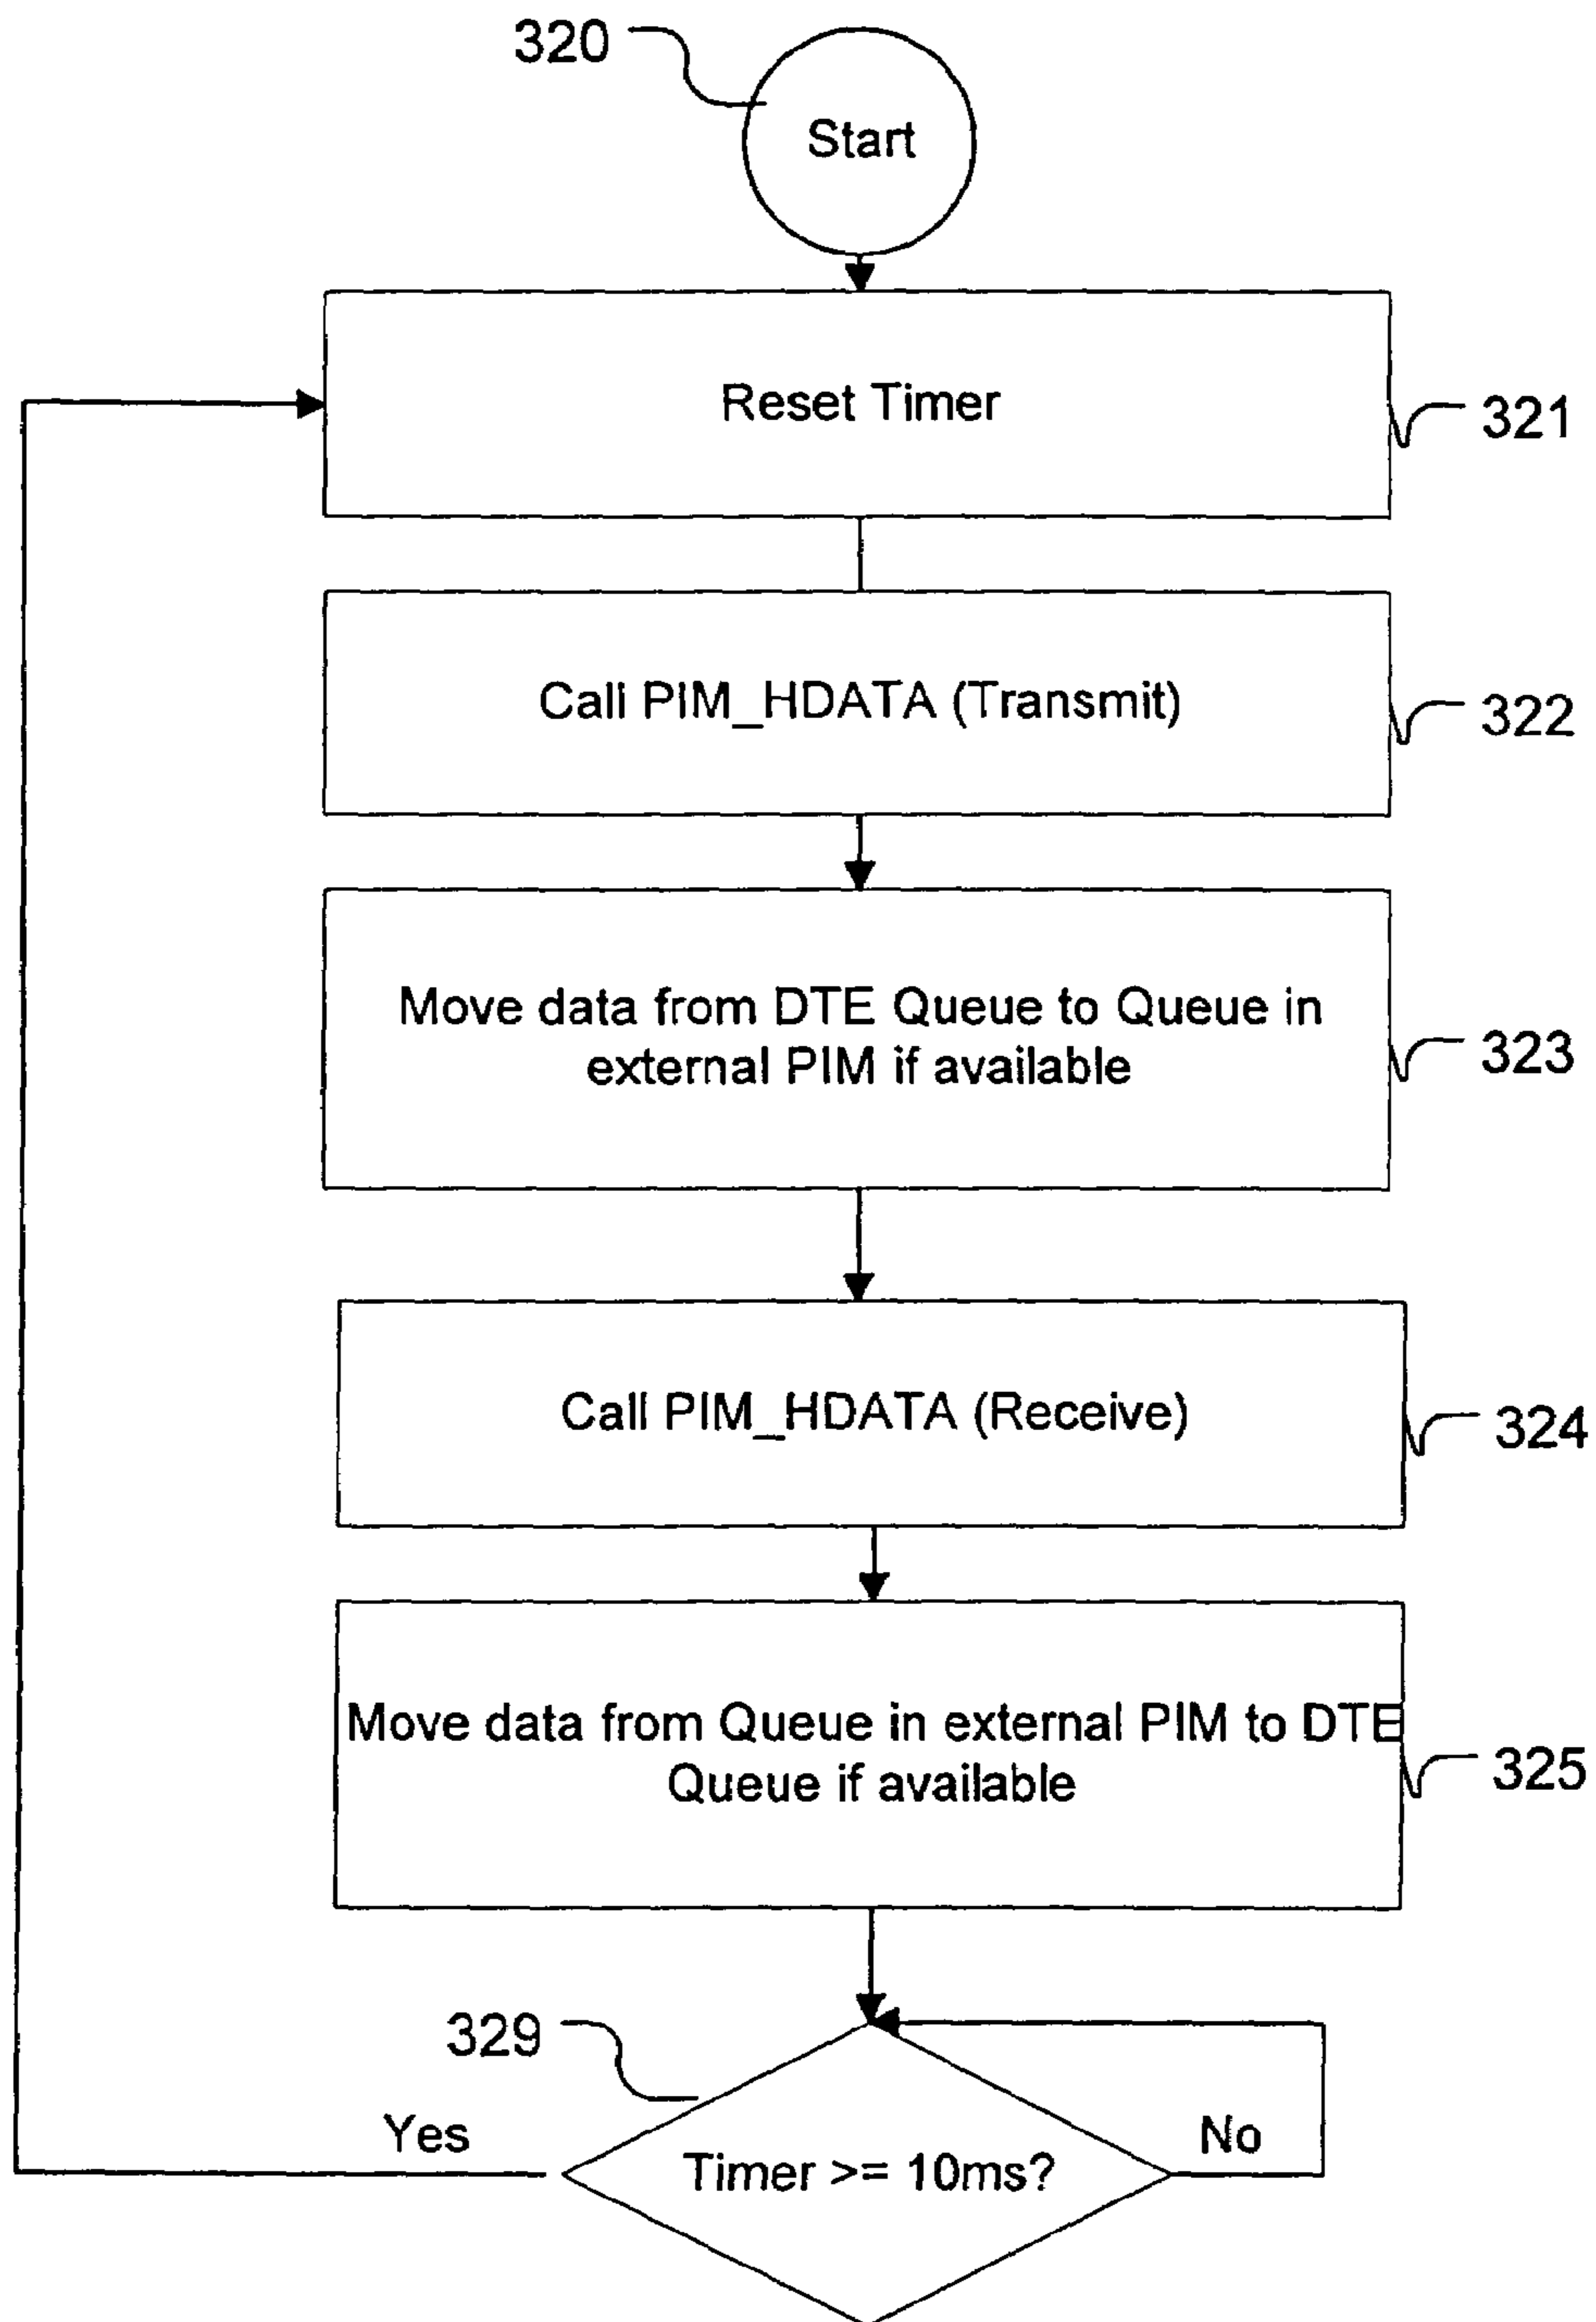 320
Start
Reset Timer
321
Call PIM_HDATA (Transmit)
322
Move data from DTE Queue to Queue in
external PIM if available
323
Call PIM_HDATA (Receive)
324
Move data from Queue in external PIM to DTE
Queue if available
325
329
Yes
No
Timer >= 10ms?